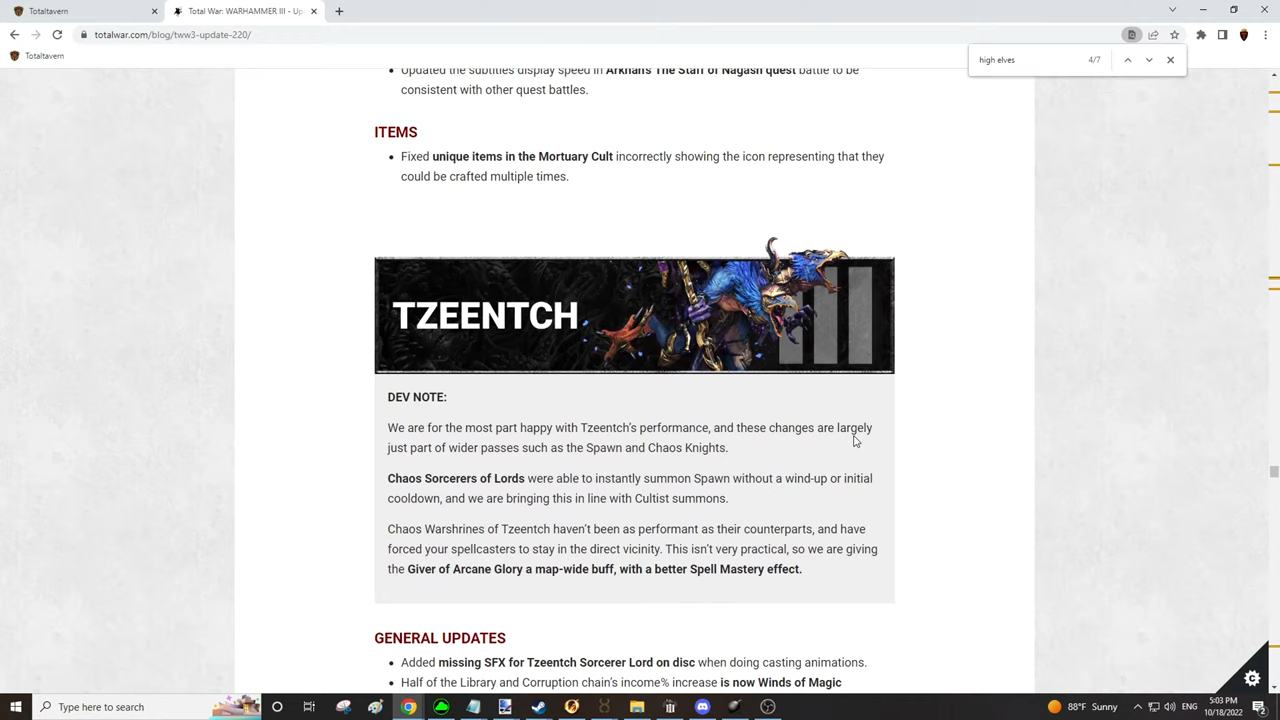 Totaltavern
Total War: WARHAMMER III - Up
totalwar.com/blog/tww3-update-220/
Totaltavern
high elves
4/7
Updated the subtitles display speed in Arkhan's The Staff of Nagash quest battle to be
consistent with other quest battles.
ITEMS
Fixed unique items in the Mortuary Cult incorrectly showing the icon representing that they
could be crafted multiple times.
TZEENTCH
DEV NOTE:
We are for the most part happy with Tzeentch's performance, and these changes are largely
just part of wider passes such as the Spawn and Chaos Knights.
Chaos Sorcerers of Lords were able to instantly summon Spawn without a wind-up or initial
cooldown, and we are bringing this in line with Cultist summons.
Chaos Warshrines of Tzeentch haven't been as performant as their counterparts, and have
forced your spellcasters to stay in the direct vicinity. This isn't very practical, so we are giving
the Giver of Arcane Glory a map-wide buff, with a better Spell Mastery effect.
GENERAL UPDATES
Added missing SFX for Tzeentch Sorcerer Lord on disc when doing casting animations.
Half of the Library and Corruption chain's income% increase is now Winds of Magic
Type here to search
88°F Sunny
ENG
5:03 PM
10/18/2022
2